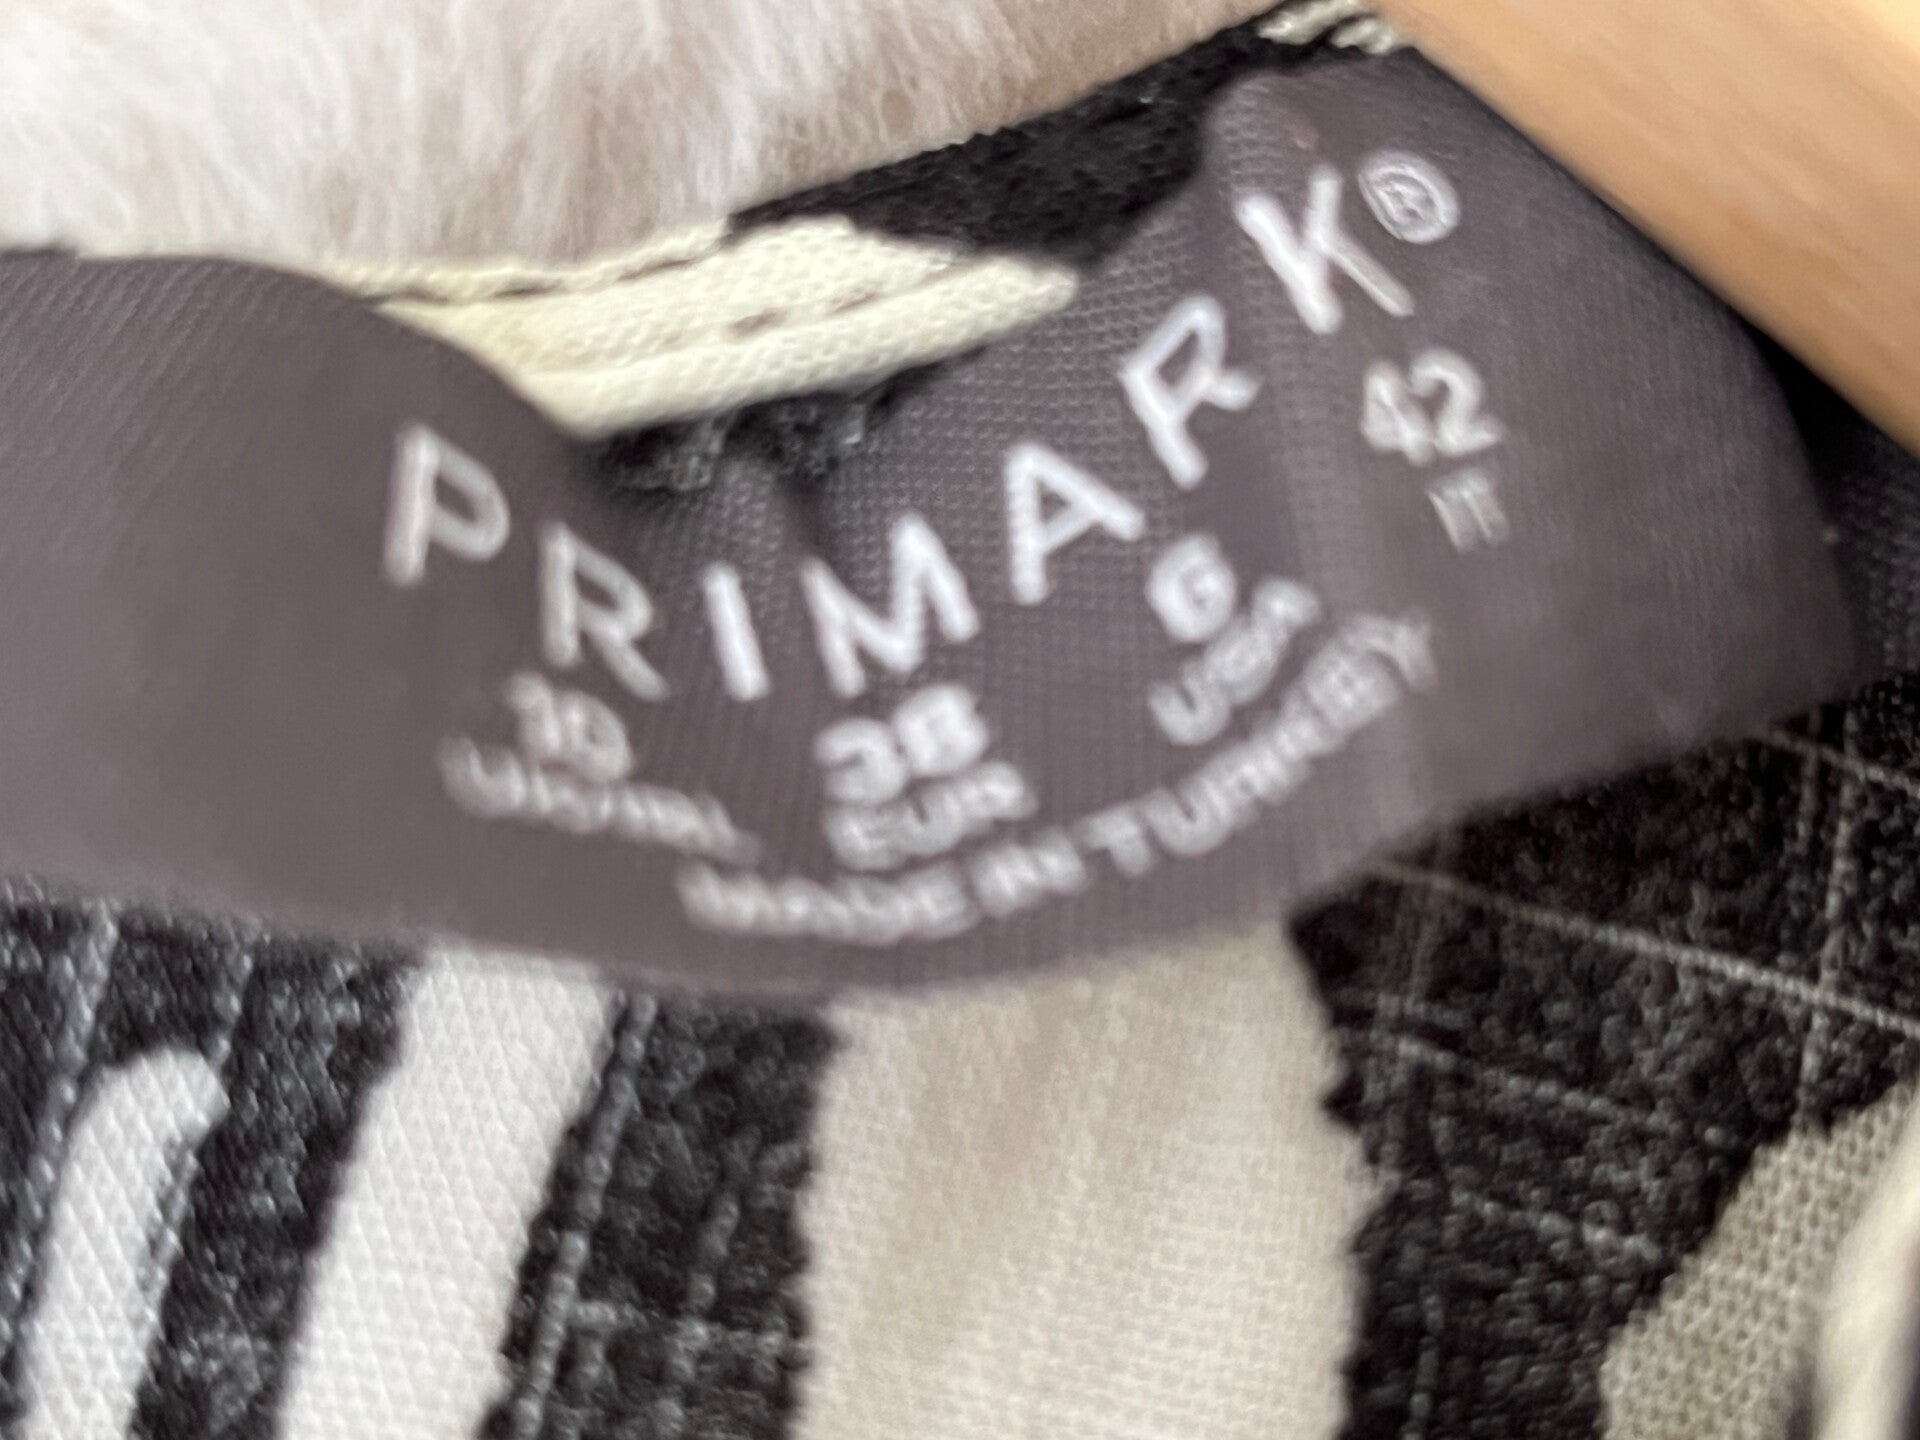 PRIMARK®
10 38 6 42
UK/IRL EUR USA IT
MADE IN TURKEY